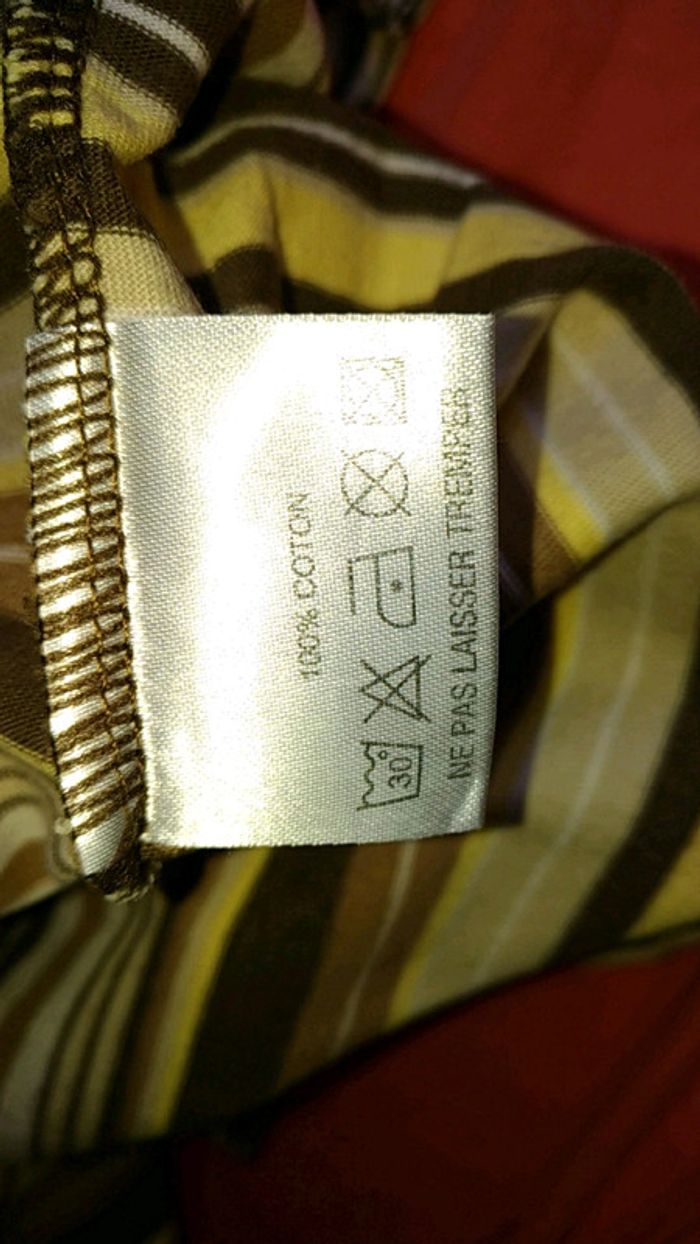 100% COTON
30°
NE PAS LAISSER TREMPER